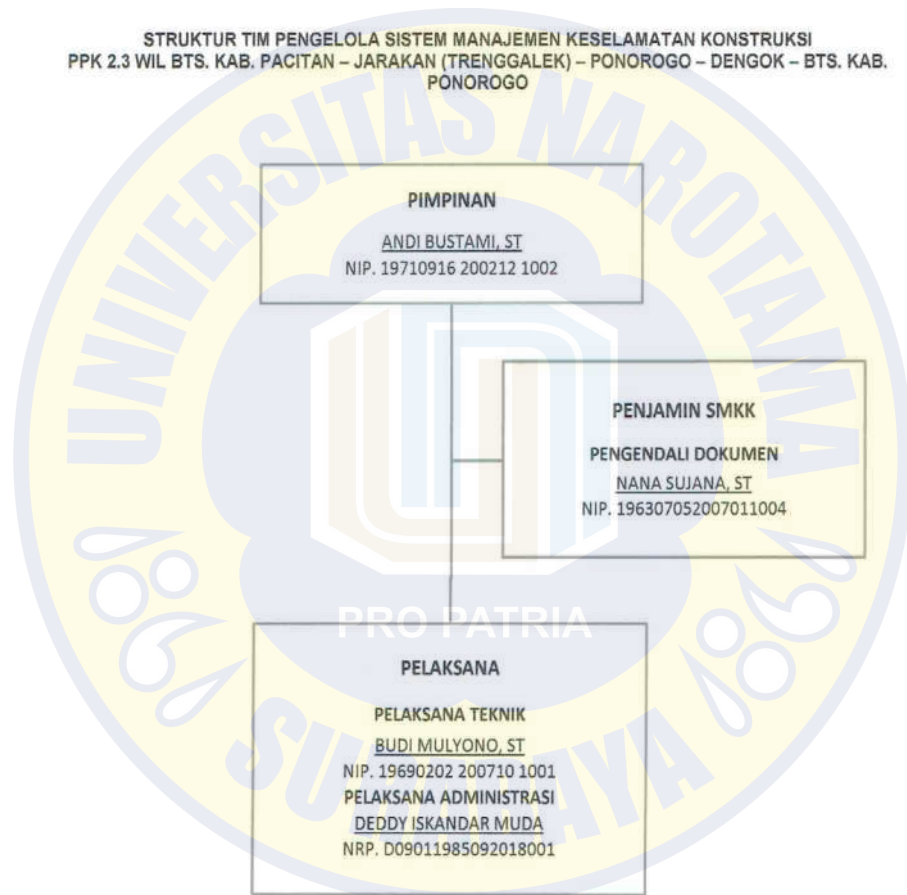 STRUKTUR TIM PENGELOLA SISTEM MANAJEMEN KESELAMATAN KONSTRUKSI
PPK 2.3 WIL BTS. KAB. PACITAN – JARAKAN (TRENGGALEK) – PONOROGO – DENGOK – BTS. KAB.
PONOROGO
PIMPINAN
ANDI BUSTAMI, ST
NIP. 19710916 200212 1002
PENJAMIN SMKK
PENGENDALI DOKUMEN
NANA SUJANA, ST
NIP. 196307052007011004
PELAKSANA
PELAKSANA TEKNIK
BUDI MULYONO, ST
NIP. 19690202 200710 1001
PELAKSANA ADMINISTRASI
DEDDY ISKANDAR MUDA
NRP. D09011985092018001
UNIVERSITAS NAROTAMA
PRO PATRIA
SURABAYA